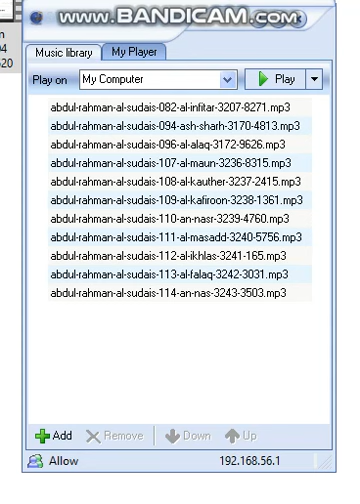 www.BANDICAM.com
04
520
Music library My Player
Play on My Computer Play
abdul-rahman-al-sudais-082-al-infitar-3207-8271.mp3
abdul-rahman-al-sudais-094-ash-sharh-3170-4813.mp3
abdul-rahman-al-sudais-096-al-alaq-3172-9626.mp3
abdul-rahman-al-sudais-107-al-maun-3236-8315.mp3
abdul-rahman-al-sudais-108-al-kauther-3237-2415.mp3
abdul-rahman-al-sudais-109-al-kafiroon-3238-1361.mp3
abdul-rahman-al-sudais-110-an-nasr-3239-4760.mp3
abdul-rahman-al-sudais-111-al-masadd-3240-5756.mp3
abdul-rahman-al-sudais-112-al-ikhlas-3241-165.mp3
abdul-rahman-al-sudais-113-al-falaq-3242-3031.mp3
abdul-rahman-al-sudais-114-an-nas-3243-3503.mp3
Add Remove Down Up
Allow 192.168.56.1